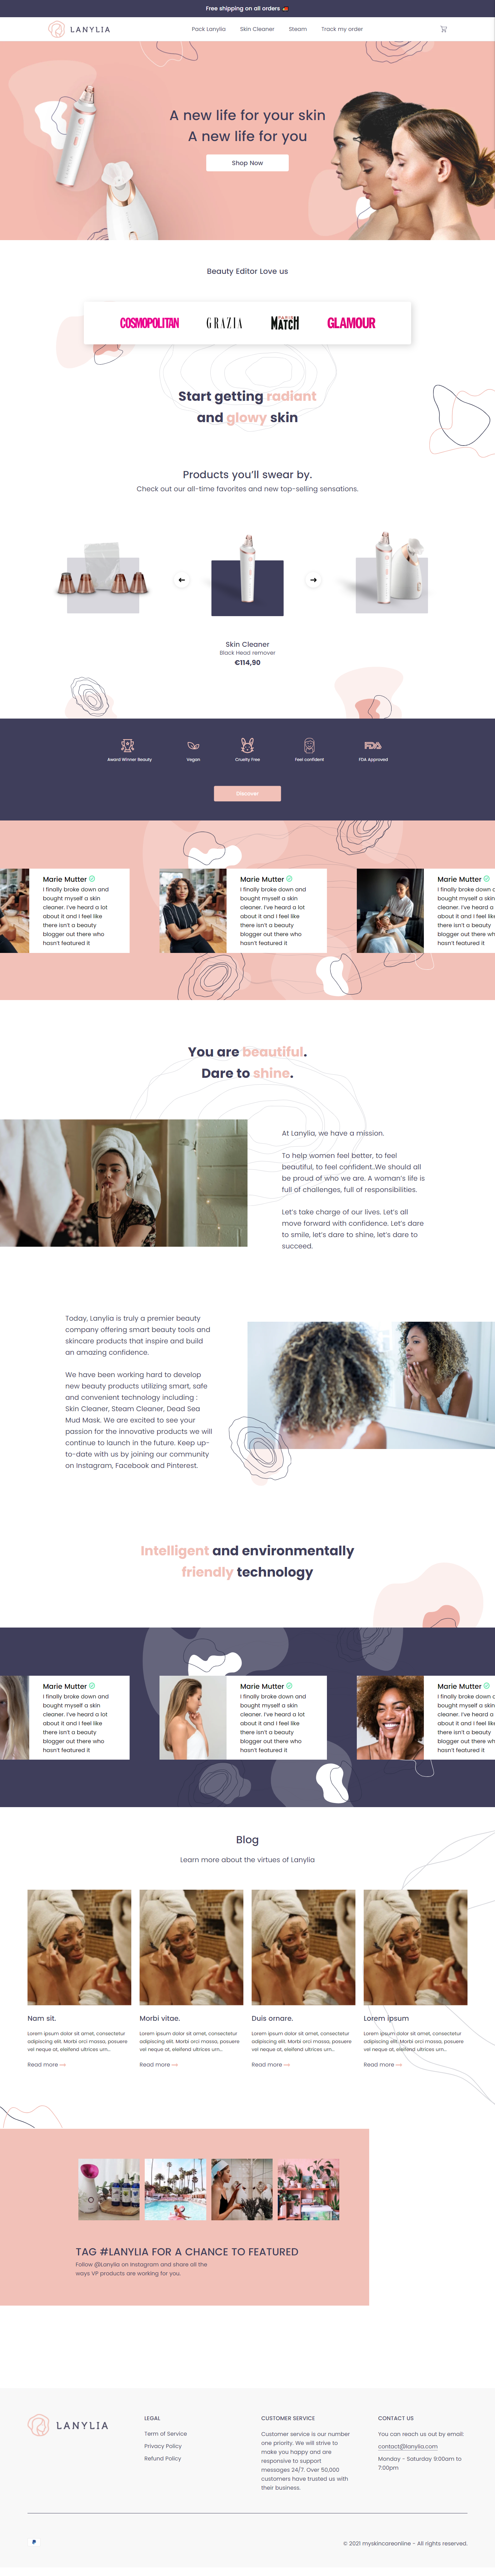 Free shipping on all orders
LANYLIA
Pack Lanylia
Skin Cleaner
Steam
Track my order
A new life for your skin
A new life for you
Shop Now
Beauty Editor Love us
COSMOPOLITAN
GRAZIA
PARIS
MATCH
GLAMOUR
Start getting radiant
and glowy skin
Products you'll swear by.
Check out our all-time favorites and new top-selling sensations.
Skin Cleaner
Black Head remover
€114,90
Award Winner Beauty
Vegan
Cruelty Free
Feel confident
FDA
FDA Approved
Discover
Marie Mutter
I finally broke down and
bought myself a skin
cleaner. I've heard a lot
about it and I feel like
there isn't a beauty
blogger out there who
hasn't featured it
Marie Mutter
I finally broke down and
bought myself a skin
cleaner. I've heard a lot
about it and I feel like
there isn't a beauty
blogger out there who
hasn't featured it
Marie Mutter
I finally broke down
bought myself a skin
cleaner. I've heard a
about it and I feel
there isn't a beauty
blogger out there
hasn't featured it
You are beautiful.
Dare to shine.
At Lanylia, we have a mission.
To help women feel better, to feel
beautiful, to feel confident..We should all
be proud of who we are. A woman's life is
full of challenges, full of responsibilities.
Let's take charge of our lives. Let's all
move forward with confidence. Let's dare
to smile, let's dare to shine, let's dare to
succeed.
Today, Lanylia is truly a premier beauty
company offering smart beauty tools and
skincare products that inspire and build
an amazing confidence.
We have been working hard to develop
new beauty products utilizing smart, safe
and convenient technology including :
Skin Cleaner, Steam Cleaner, Dead Sea
Mud Mask. We are excited to see your
passion for the innovative products we will
continue to launch in the future. Keep up-
to-date with us by joining our community
on Instagram, Facebook and Pinterest.
Intelligent and environmentally
friendly technology
Marie Mutter
I finally broke down and
bought myself a skin
cleaner. I've heard a lot
about it and I feel like
there isn't a beauty
blogger out there who
hasn't featured it
Marie Mutter
I finally broke down and
bought myself a skin
cleaner. I've heard a lot
about it and I feel like
there isn't a beauty
blogger out there who
hasn't featured it
Marie Mutter
I finally broke down
bought myself a skin
cleaner. I've heard a
about it and I feel
there isn't a beauty
blogger out there
hasn't featured it
Blog
Learn more about the virtues of Lanylia
Nam sit.
Lorem ipsum dolor sit amet, consectetur
adipiscing elit. Morbi orci massa, posuere
vel neque at, eleifend ultrices urn...
Read more
Morbi vitae.
Lorem ipsum dolor sit amet, consectetur
adipiscing elit. Morbi orci massa, posuere
vel neque at, eleifend ultrices urn...
Read more
Duis ornare.
Lorem ipsum dolor sit amet, consectetur
adipiscing elit. Morbi orci massa, posuere
vel neque at, eleifend ultrices urn...
Read more
Lorem ipsum
Lorem ipsum dolor sit amet, consectetur
adipiscing elit. Morbi orci massa, posuere
vel neque at, eleifend ultrices urn...
Read more
TAG #LANYLIA FOR A CHANCE TO FEATURED
Follow @Lanylia on Instagram and share all the
ways VP products are working for you.
LANYLIA
LEGAL
Term of Service
Privacy Policy
Refund Policy
CUSTOMER SERVICE
Customer service is our number
one priority. We will strive to
make you happy and are
responsive to support
messages 24/7. Over 50,000
customers have trusted us with
their business.
CONTACT US
You can reach us out by email:
contact@lanylia.com
Monday - Saturday 9:00am to
7:00pm
© 2021 myskincareonline - All rights reserved.